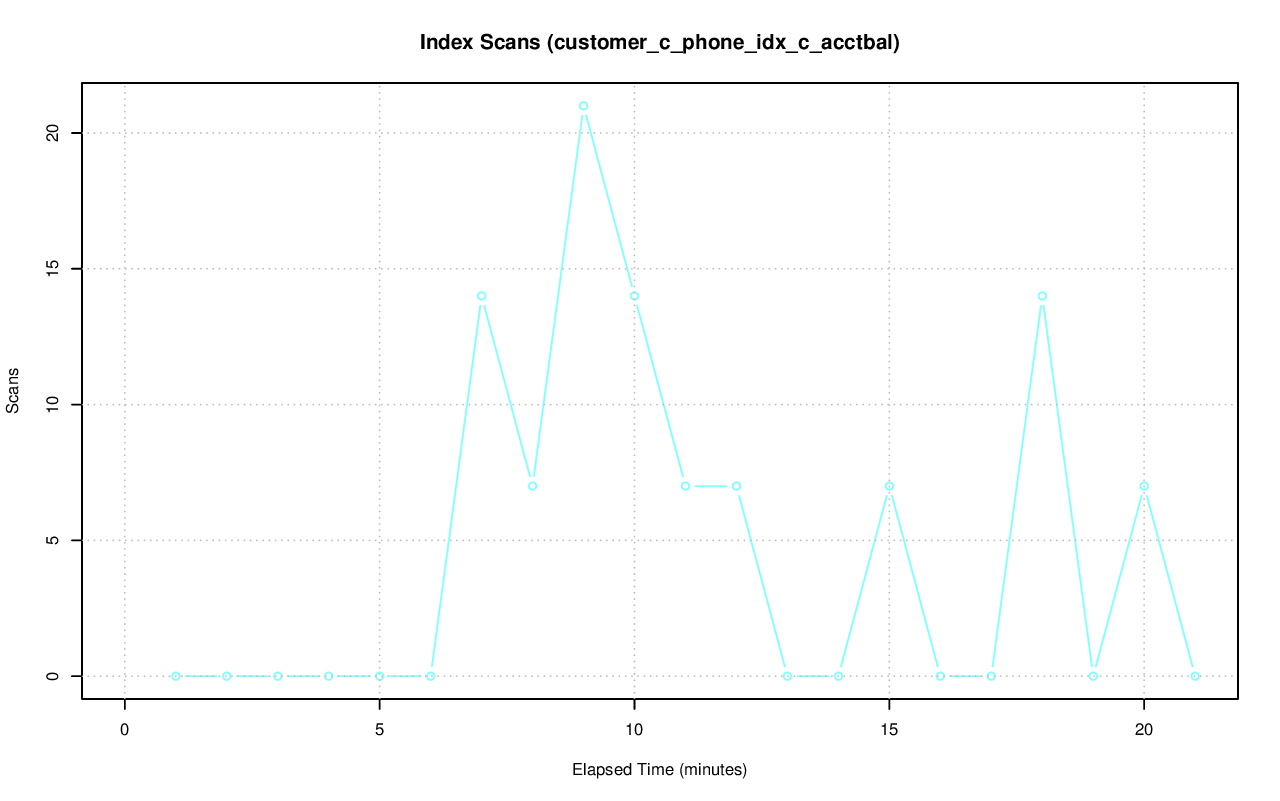 Index Scans (customer_c_phone_idx_c_acctbal)
20
15
10
5
0
Scans
0 5 10 15 20
Elapsed Time (minutes)